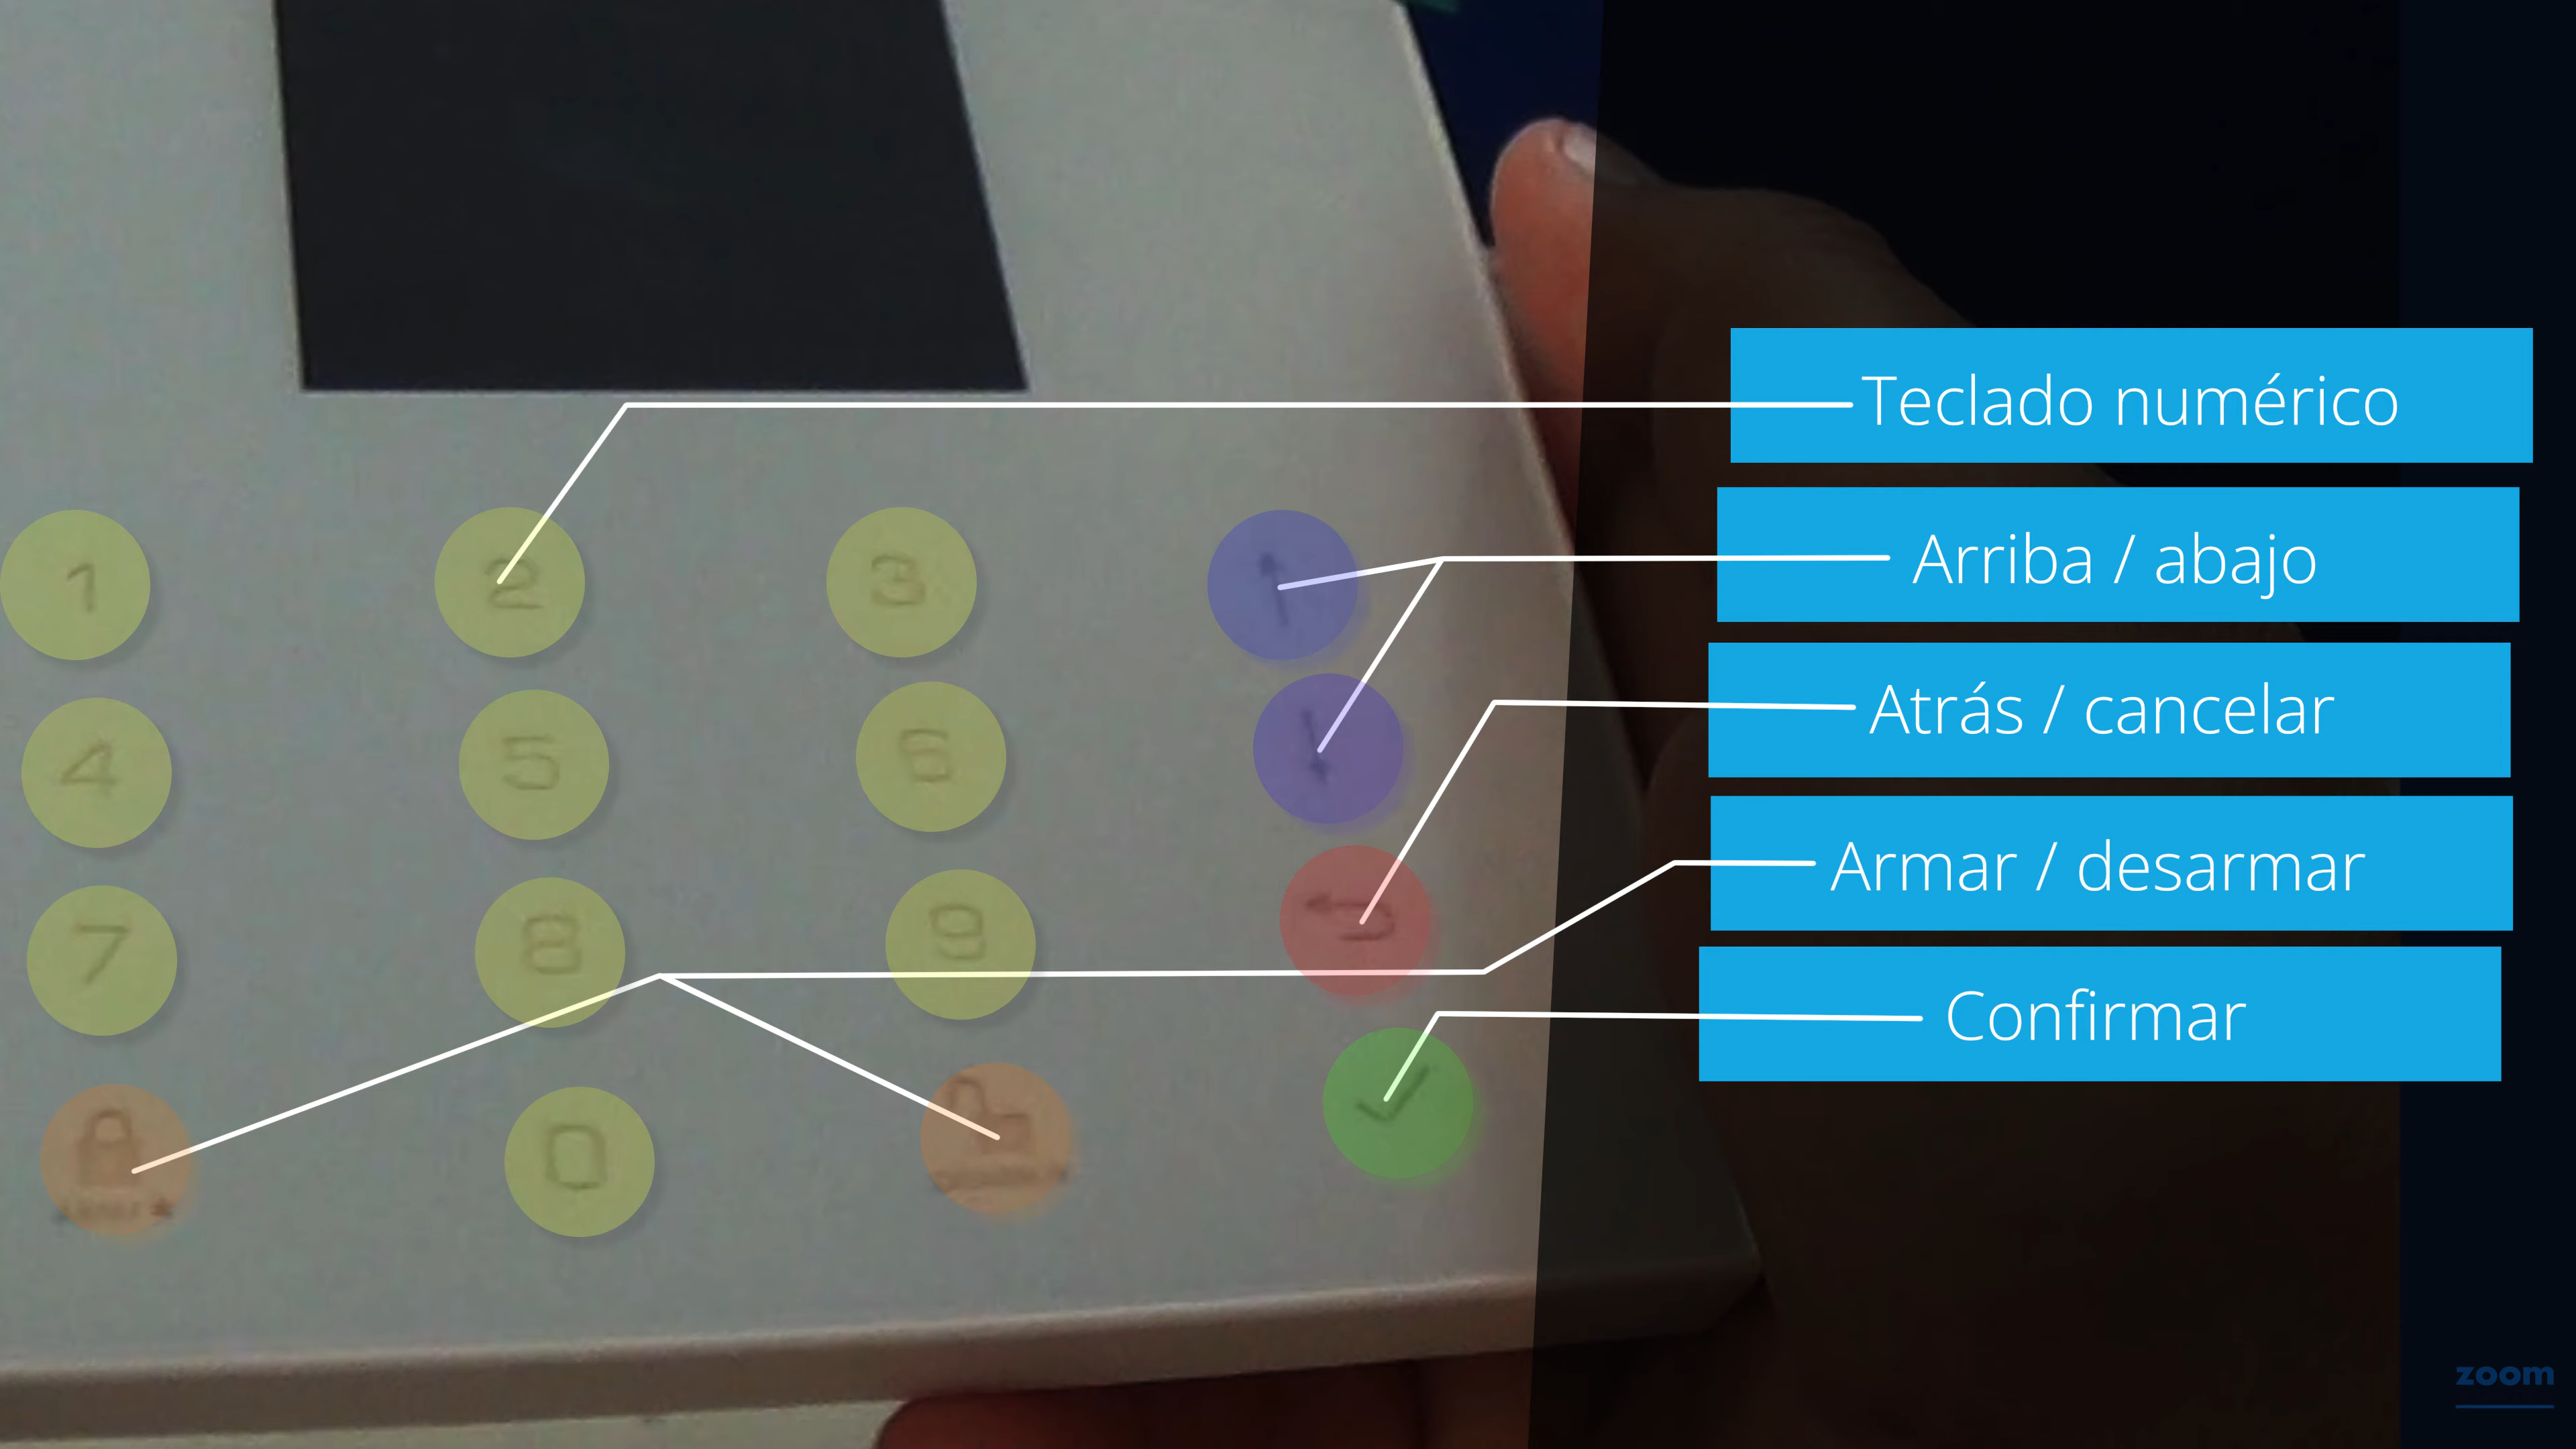 Teclado numérico
1 2 3
Arriba / abajo
4 5 6
Atrás / cancelar
7 8 9
Armar / desarmar
0
Confirmar
zoom